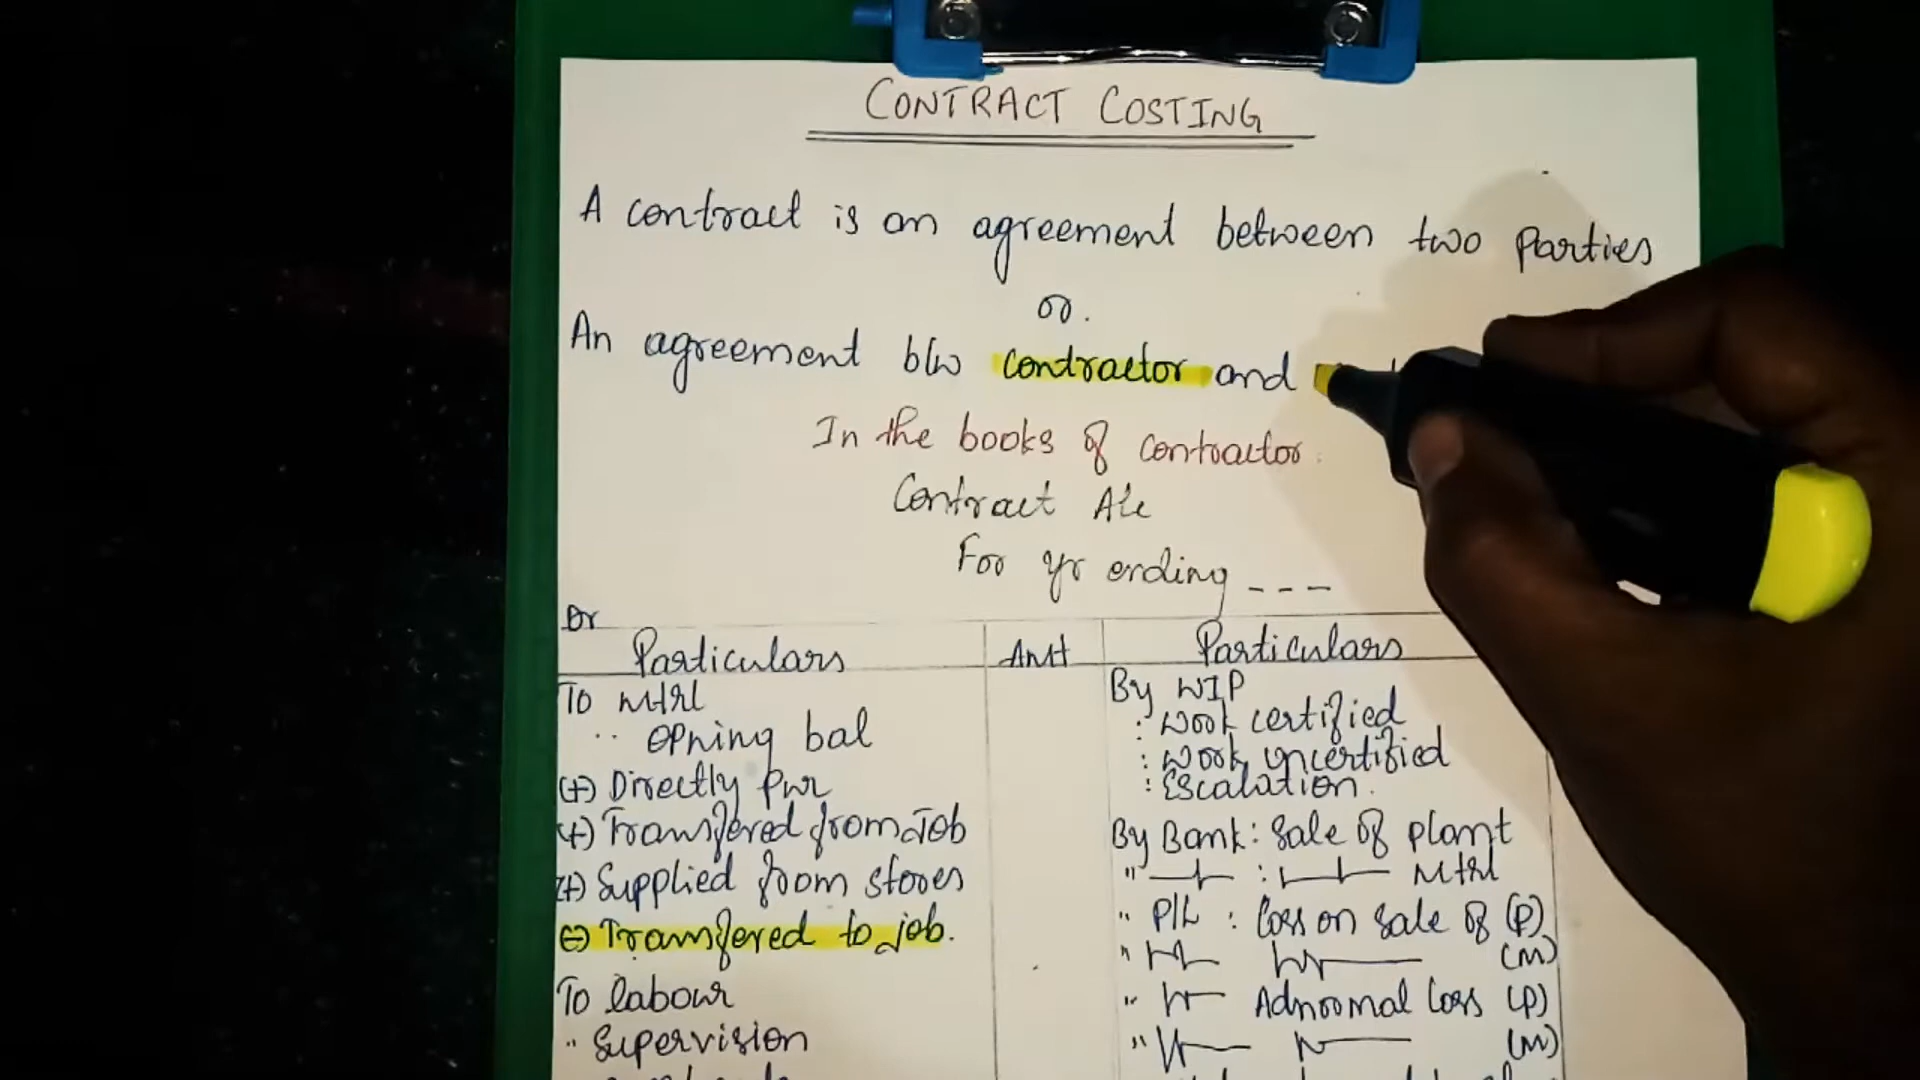 CONTRACT COSTING
A contract is an agreement between two parties
or.
An agreement b/w contractor and
In the books of contractor.
Contract A/c
For yr ending ---
Dr
Particulars Amt Particulars
To Mtrl
" Opning bal
(+) Directly Pur
(+) Transfered from Job
(+) Supplied from stores
(-) Transfered to job.
To labour
" Supervision
By WIP
: Work certified
: Work uncertified
: Escalation.
By Bank: Sale of plant
" : Mtrl
" P/L : Loss on sale of (P)
" (M)
" Adnormal Loss (P)
" (M)